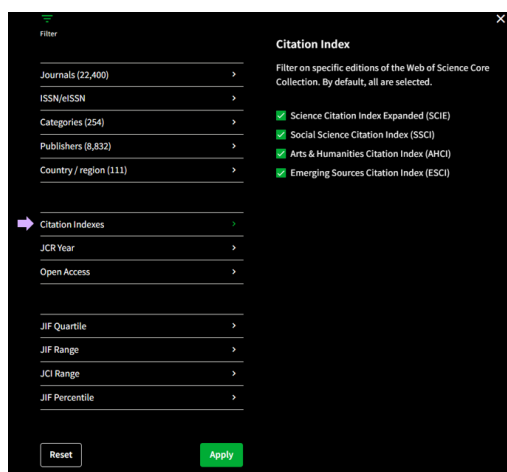 Filter
Journals (22,400)
ISSN/eISSN
Categories (254)
Publishers (8,832)
Country / region (111)
Citation Indexes
JCR Year
Open Access
JIF Quartile
JIF Range
JCI Range
JIF Percentile
Reset
Apply
Citation Index
Filter on specific editions of the Web of Science Core
Collection. By default, all are selected.
Science Citation Index Expanded (SCIE)
Social Science Citation Index (SSCI)
Arts & Humanities Citation Index (AHCI)
Emerging Sources Citation Index (ESCI)